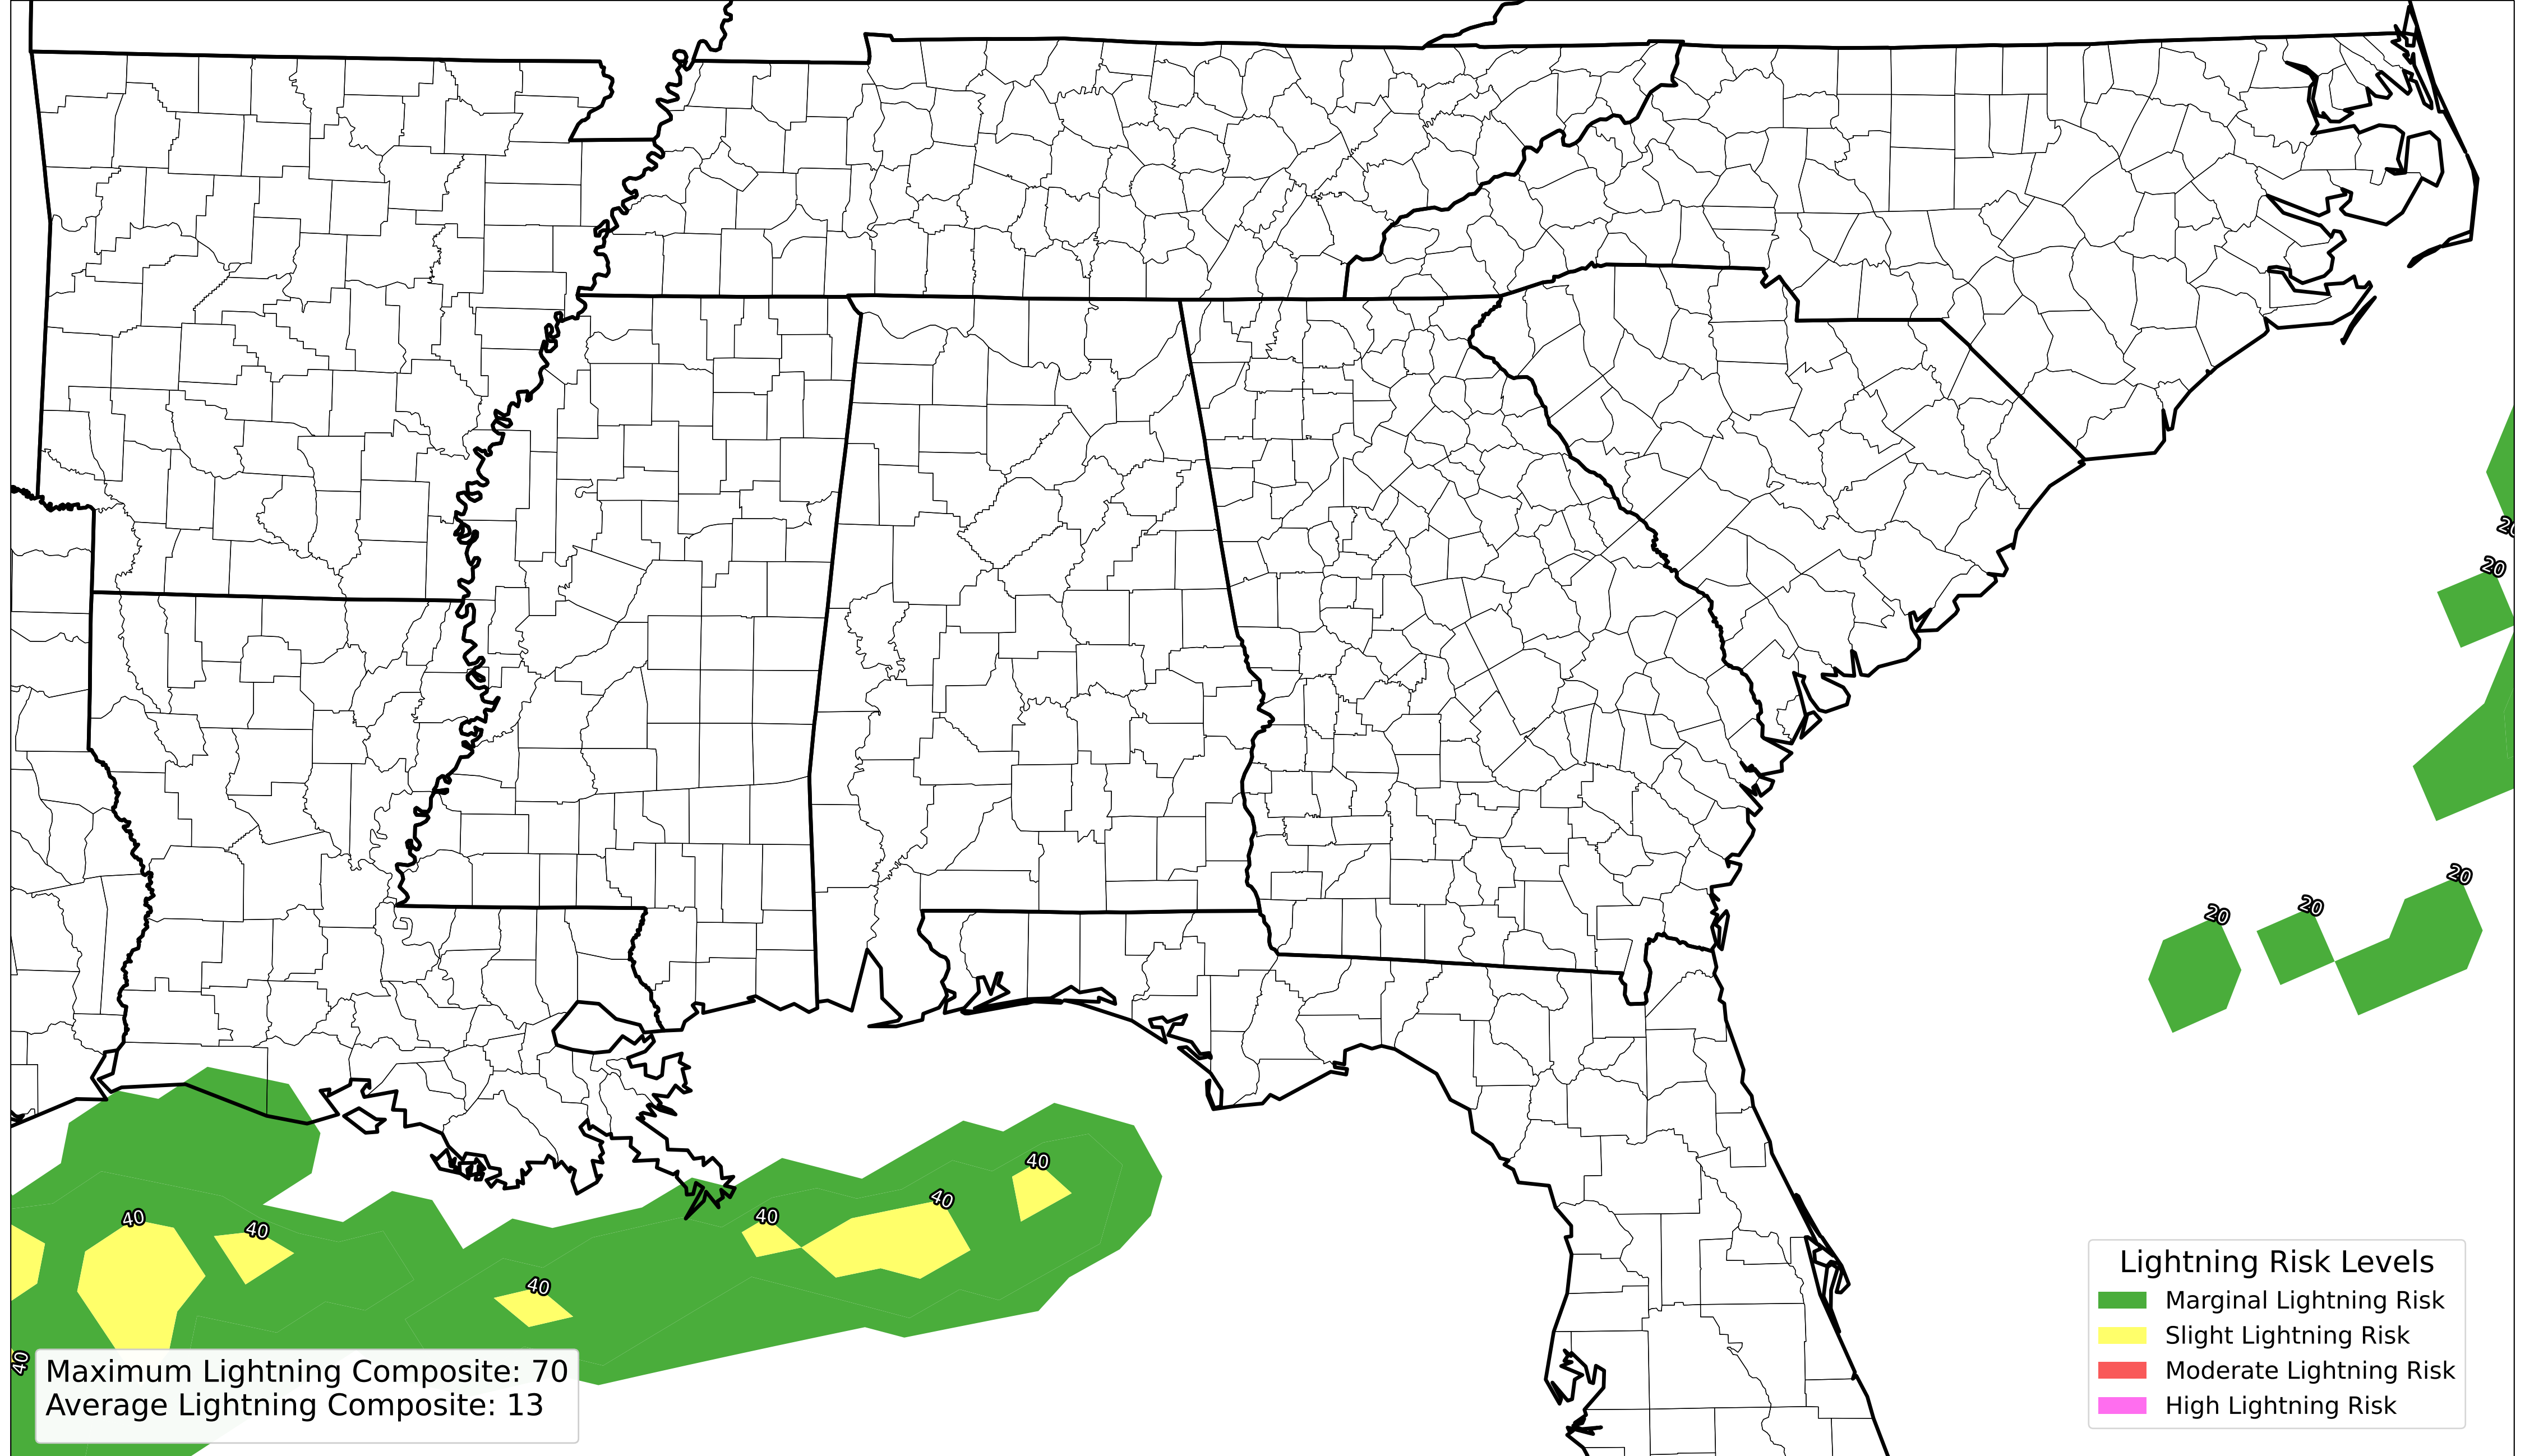 20
20
20
20
20
40
40
40
40
40
40
40
Maximum Lightning Composite: 70
Average Lightning Composite: 13
Lightning Risk Levels
Marginal Lightning Risk
Slight Lightning Risk
Moderate Lightning Risk
High Lightning Risk